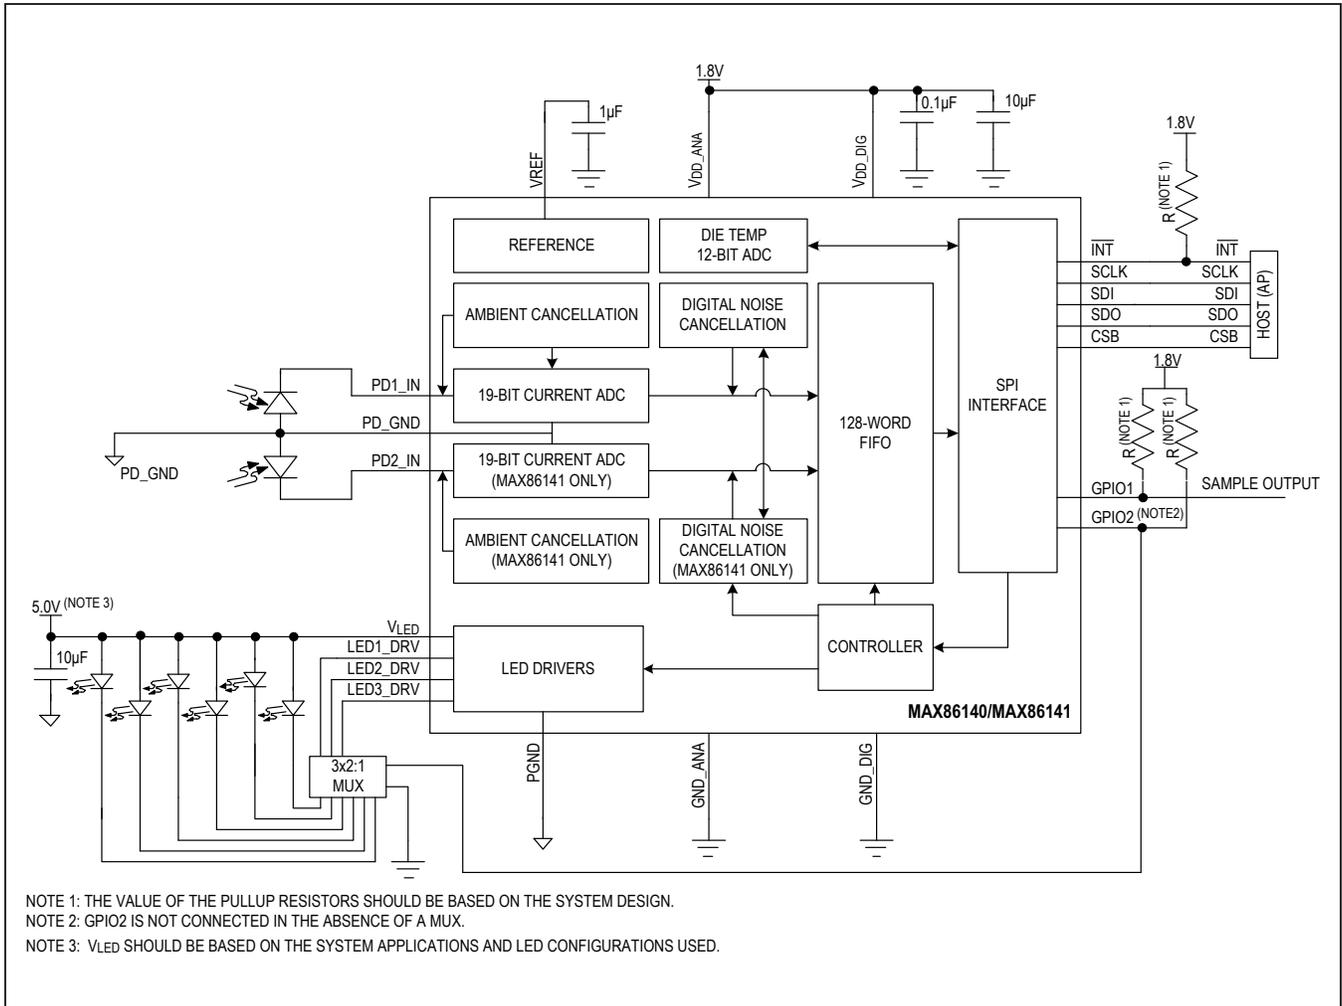 1.8V
1µF
0.1µF
10µF
1.8V
VREF
VDD_ANA
VDD_DIG
R (NOTE 1)
REFERENCE
DIE TEMP
12-BIT ADC
INT
INT
SCLK
SCLK
SDI
SDI
SDO
SDO
CSB
CSB
HOST (AP)
AMBIENT CANCELLATION
DIGITAL NOISE
CANCELLATION
1.8V
PD1_IN
19-BIT CURRENT ADC
SPI
INTERFACE
PD_GND
128-WORD
FIFO
R (NOTE 1)
R (NOTE 1)
PD_GND
PD2_IN
19-BIT CURRENT ADC
(MAX86141 ONLY)
GPIO1
SAMPLE OUTPUT
GPIO2 (NOTE2)
AMBIENT CANCELLATION
(MAX86141 ONLY)
DIGITAL NOISE
CANCELLATION
(MAX86141 ONLY)
5.0V (NOTE 3)
10µF
VLED
LED1_DRV
LED2_DRV
LED3_DRV
LED DRIVERS
CONTROLLER
MAX86140/MAX86141
3x2:1
MUX
PGND
GND_ANA
GND_DIG
NOTE 1: THE VALUE OF THE PULLUP RESISTORS SHOULD BE BASED ON THE SYSTEM DESIGN.
NOTE 2: GPIO2 IS NOT CONNECTED IN THE ABSENCE OF A MUX.
NOTE 3: VLED SHOULD BE BASED ON THE SYSTEM APPLICATIONS AND LED CONFIGURATIONS USED.